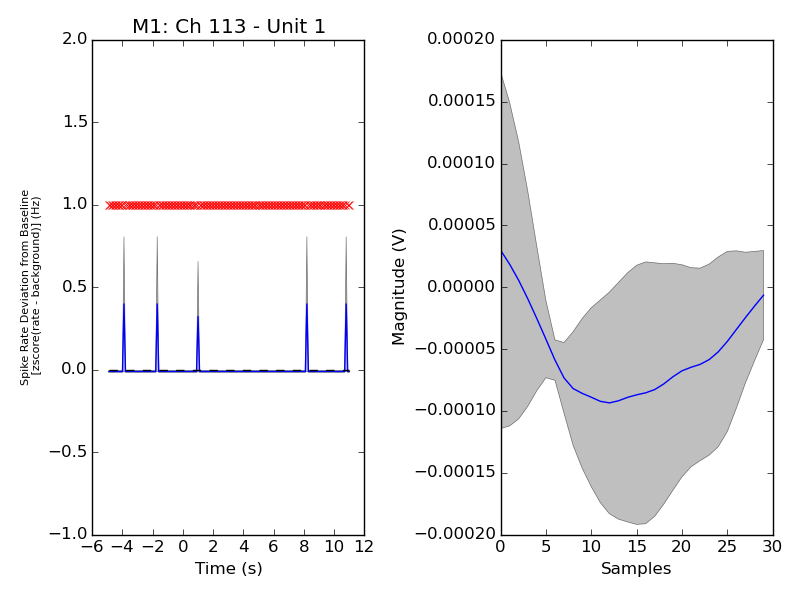 M1: Ch 113 - Unit 1
2.0
1.5
1.0
0.5
0.0
−0.5
−1.0
−6 −4 −2 0 2 4 6 8 10 12
Time (s)
Spike Rate Deviation from Baseline
[zscore(rate - background)] (Hz)
0.00020
0.00015
0.00010
0.00005
0.00000
−0.00005
−0.00010
−0.00015
−0.00020
0 5 10 15 20 25 30
Samples
Magnitude (V)